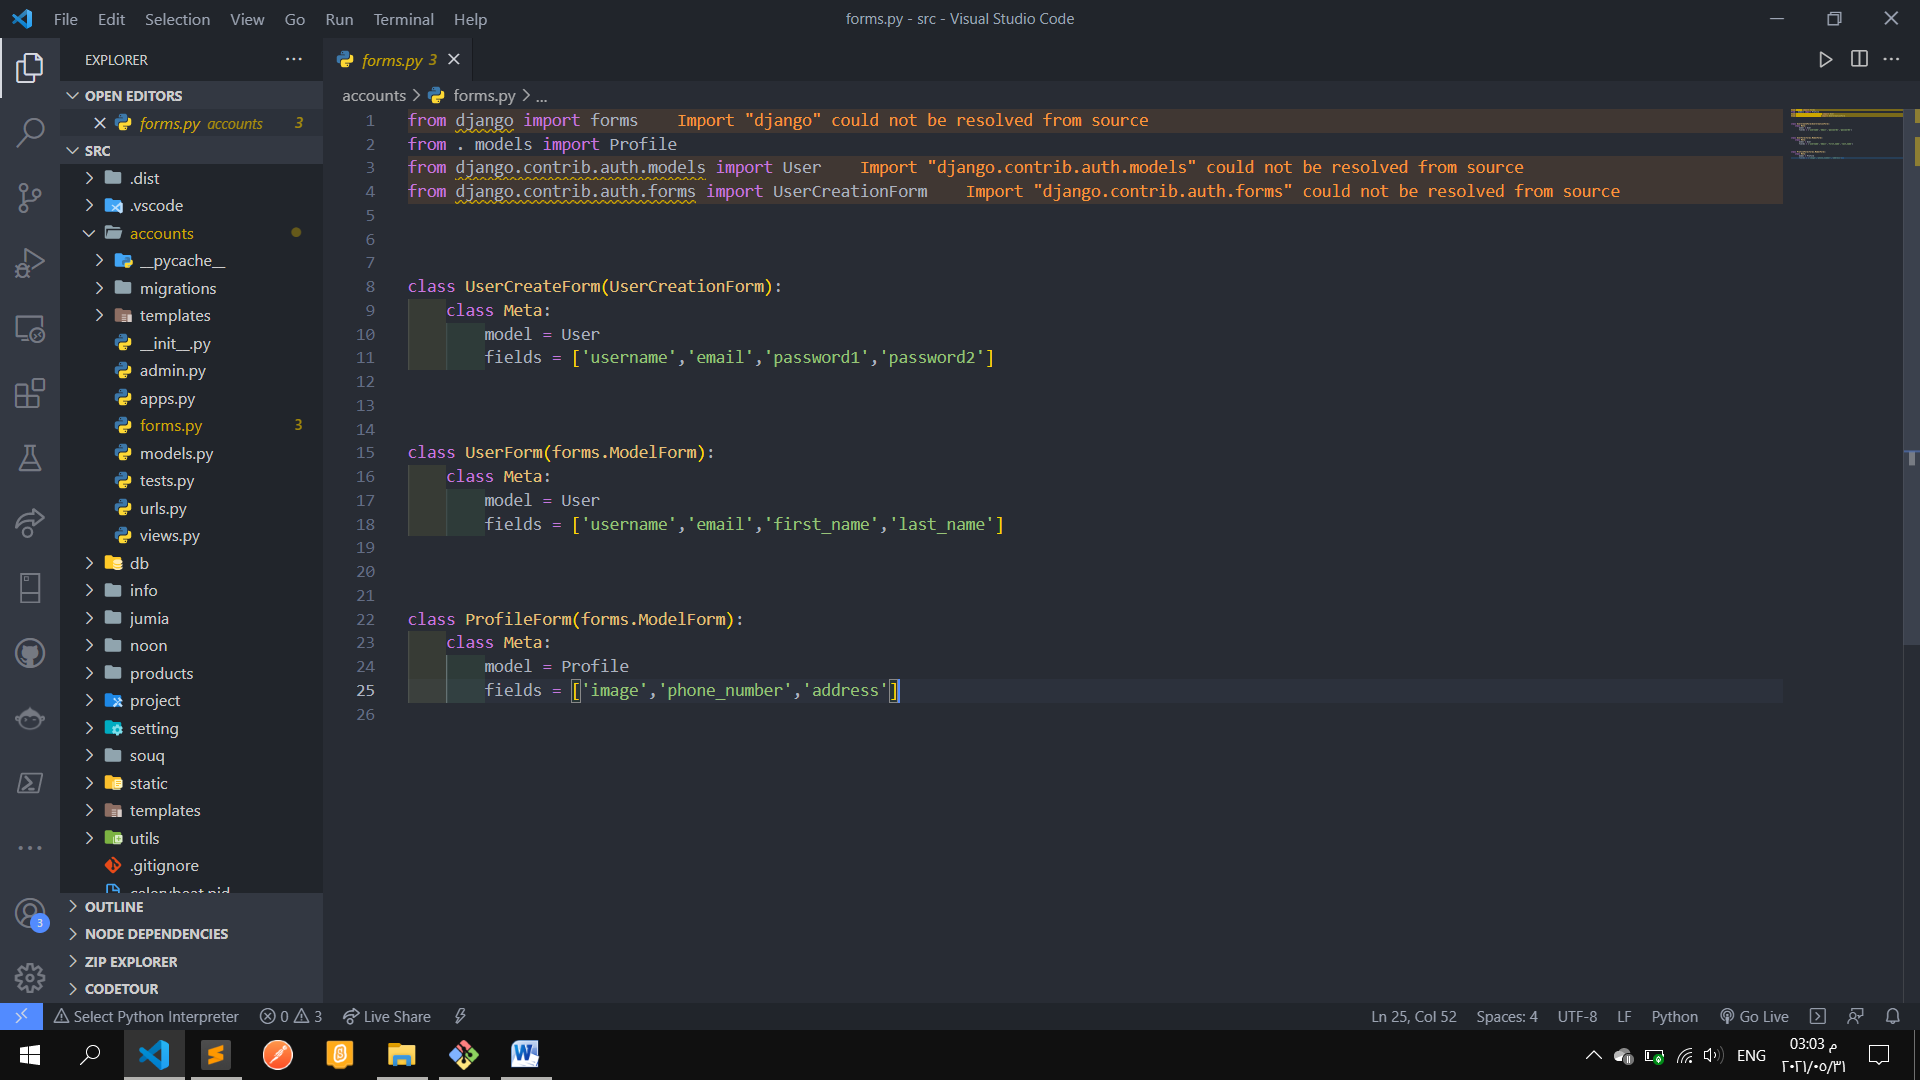 File Edit Selection View Go Run Terminal Help
forms.py - src - Visual Studio Code
EXPLORER
OPEN EDITORS
forms.py accounts 3
SRC
.dist
.vscode
accounts
__pycache__
migrations
templates
__init__.py
admin.py
apps.py
forms.py 3
models.py
tests.py
urls.py
views.py
db
info
jumia
noon
products
project
setting
souq
static
templates
utils
.gitignore
OUTLINE
NODE DEPENDENCIES
ZIP EXPLORER
CODETOUR
3
forms.py 3
accounts > forms.py > ...
1 from django import forms Import "django" could not be resolved from source
2 from . models import Profile
3 from django.contrib.auth.models import User Import "django.contrib.auth.models" could not be resolved from source
4 from django.contrib.auth.forms import UserCreationForm Import "django.contrib.auth.forms" could not be resolved from source
5
6
7
8 class UserCreateForm(UserCreationForm):
9 class Meta:
10 model = User
11 fields = ['username','email','password1','password2']
12
13
14
15 class UserForm(forms.ModelForm):
16 class Meta:
17 model = User
18 fields = ['username','email','first_name','last_name']
19
20
21
22 class ProfileForm(forms.ModelForm):
23 class Meta:
24 model = Profile
25 fields = ['image','phone_number','address']
26
Select Python Interpreter 0 3 Live Share
Ln 25, Col 52 Spaces: 4 UTF-8 LF Python Go Live
ENG
03:03 م
٢٠٢١/٠٥/٣١